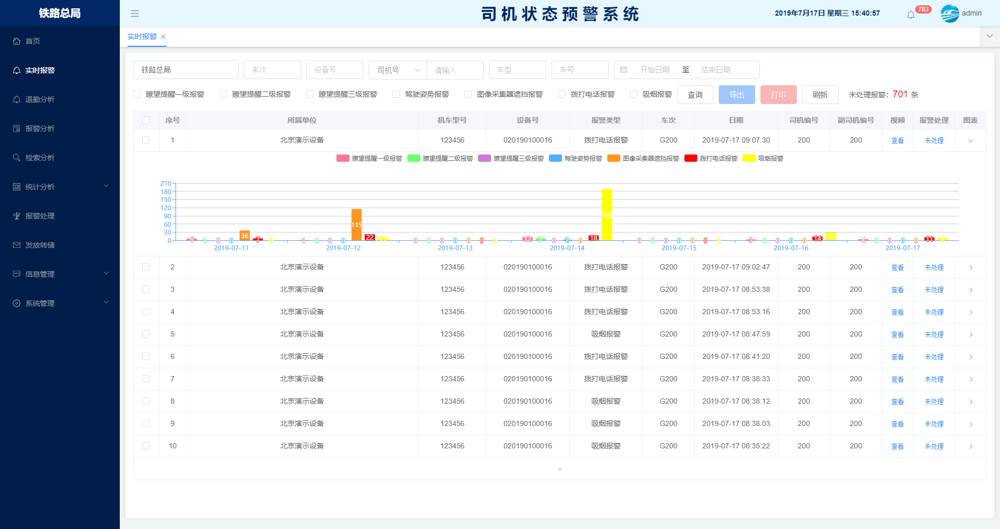 铁路总局
司机状态预警系统
2019年7月17日 星期三 15:40:57
783
admin
首页
实时报警
退勤分析
报警分析
检索分析
统计分析
报警处理
发放转储
信息管理
系统管理
实时报警
铁路总局 车次 设备号 司机号 请输入 车型 车号 开始日期 至 结束日期
瞭望提醒一级报警 瞭望提醒二级报警 瞭望提醒三级报警 驾驶姿势报警 图像采集器遮挡报警 拨打电话报警 吸烟报警 查询 导出 打印 刷新 未处理报警: 701 条
序号 所属单位 机车型号 设备号 报警类型 车次 日期 司机编号 副司机编号 视频 报警处理 图表
1 北京演示设备 123456 020190100016 拨打电话报警 G200 2019-07-17 09:07:30 200 200 查看 未处理
瞭望提醒一级报警 瞭望提醒二级报警 瞭望提醒三级报警 驾驶姿势报警 图像采集器遮挡报警 拨打电话报警 吸烟报警
210
180
150
120
90
60
30
0
6 1 0 0 36 7 0 1 0 0 0 115 22 11 0 0 0 0 0 0 0 12 7 0 2 0 18 188 0 0 0 0 0 0 0 3 0 0 0 0 14 29 4 0 0 0 0 11 8
2019-07-11 2019-07-12 2019-07-13 2019-07-14 2019-07-15 2019-07-16 2019-07-17
2 北京演示设备 123456 020190100016 拨打电话报警 G200 2019-07-17 09:02:47 200 200 查看 未处理
3 北京演示设备 123456 020190100016 拨打电话报警 G200 2019-07-17 08:53:38 200 200 查看 未处理
4 北京演示设备 123456 020190100016 拨打电话报警 G200 2019-07-17 08:53:16 200 200 查看 未处理
5 北京演示设备 123456 020190100016 吸烟报警 G200 2019-07-17 08:47:59 200 200 查看 未处理
6 北京演示设备 123456 020190100016 拨打电话报警 G200 2019-07-17 08:41:20 200 200 查看 未处理
7 北京演示设备 123456 020190100016 拨打电话报警 G200 2019-07-17 08:38:33 200 200 查看 未处理
8 北京演示设备 123456 020190100016 吸烟报警 G200 2019-07-17 08:38:12 200 200 查看 未处理
9 北京演示设备 123456 020190100016 吸烟报警 G200 2019-07-17 08:38:03 200 200 查看 未处理
10 北京演示设备 123456 020190100016 吸烟报警 G200 2019-07-17 08:35:22 200 200 查看 未处理